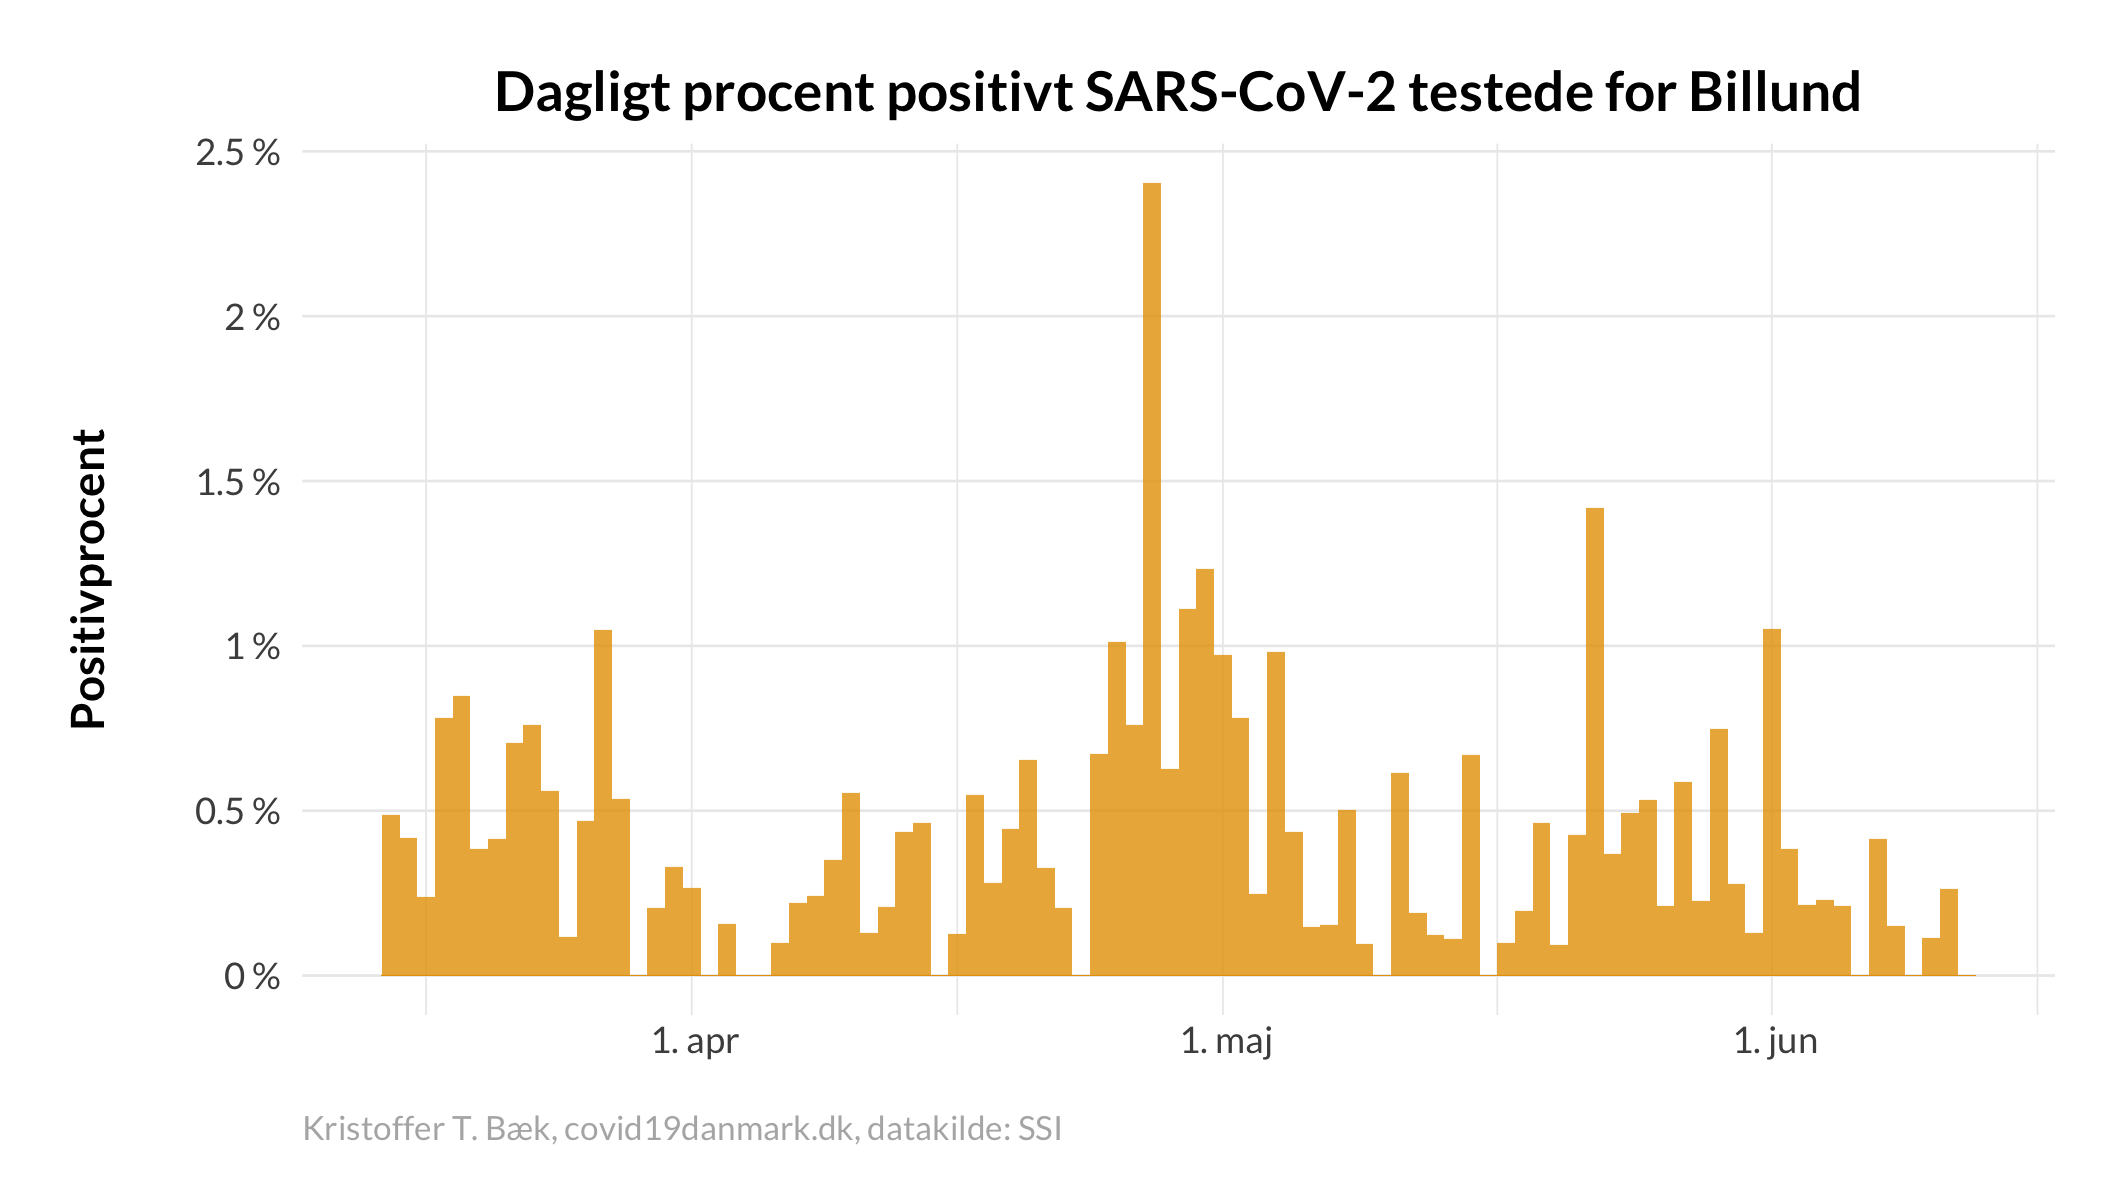 Dagligt procent positivt SARS-CoV-2 testede for Billund
Positivprocent
2.5 %
2 %
1.5 %
1 %
0.5 %
0 %
1. apr
1. maj
1. jun
Kristoffer T. Bæk, covid19danmark.dk, datakilde: SSI